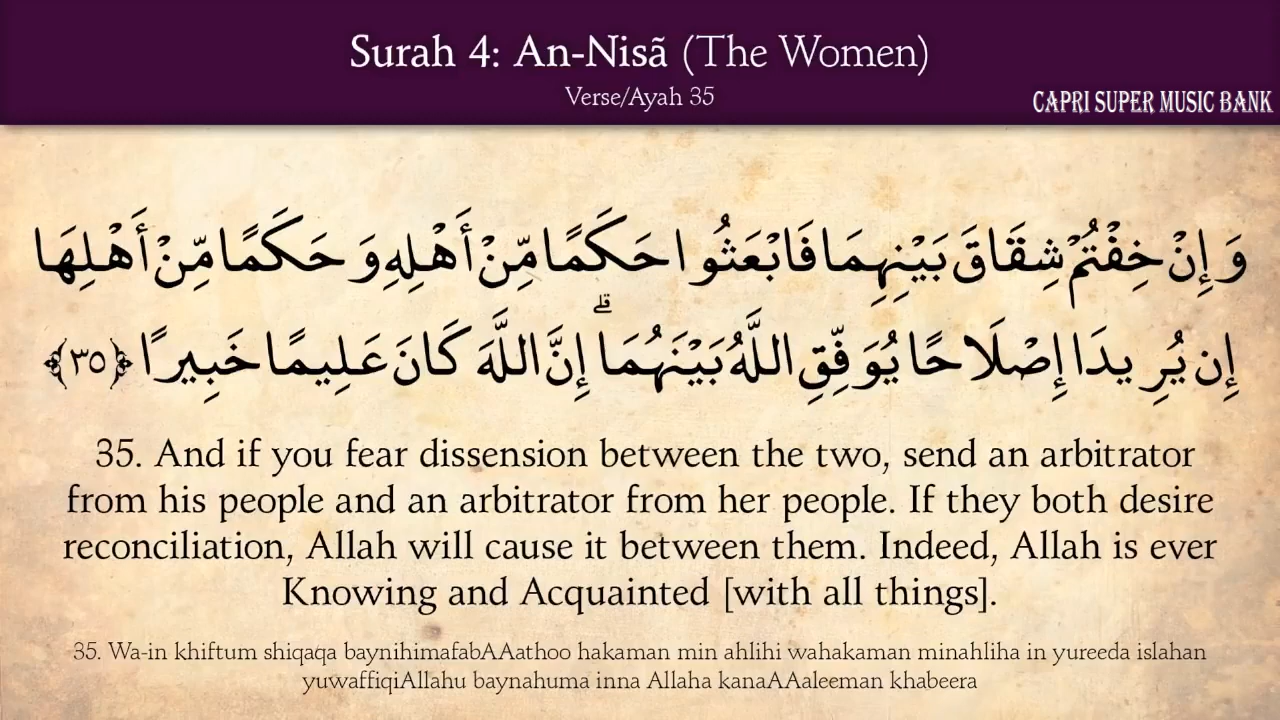 Surah 4: An-Nisã (The Women)
Verse/Ayah 35
CAPRI SUPER MUSIC BANK
وَإِنْ خِفْتُمْ شِقَاقَ بَيْنِهِمَا فَابْعَثُوا حَكَمًا مِّنْ أَهْلِهِ وَحَكَمًا مِّنْ أَهْلِهَا
إِن يُرِيدَا إِصْلَاحًا يُوَفِّقِ اللَّهُ بَيْنَهُمَا ۗ إِنَّ اللَّهَ كَانَ عَلِيمًا خَبِيرًا ﴿٣٥﴾
35. And if you fear dissension between the two, send an arbitrator
from his people and an arbitrator from her people. If they both desire
reconciliation, Allah will cause it between them. Indeed, Allah is ever
Knowing and Acquainted [with all things].
35. Wa-in khiftum shiqaqa baynihimafabAAathoo hakaman min ahlihi wahakaman minahliha in yureeda islahan
yuwaffiqiAllahu baynahuma inna Allaha kanaAAaleeman khabeera